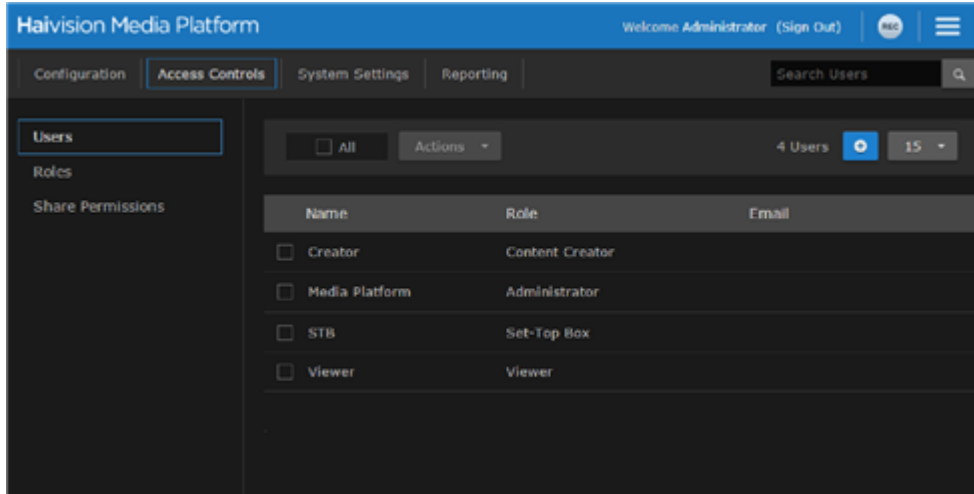 Haivision Media Platform
Welcome Administrator (Sign Out)
REC
Configuration
Access Controls
System Settings
Reporting
Search Users
Users
Roles
Share Permissions
All
Actions
4 Users
15
Name Role Email
Creator Content Creator
Media Platform Administrator
STB Set-Top Box
Viewer Viewer